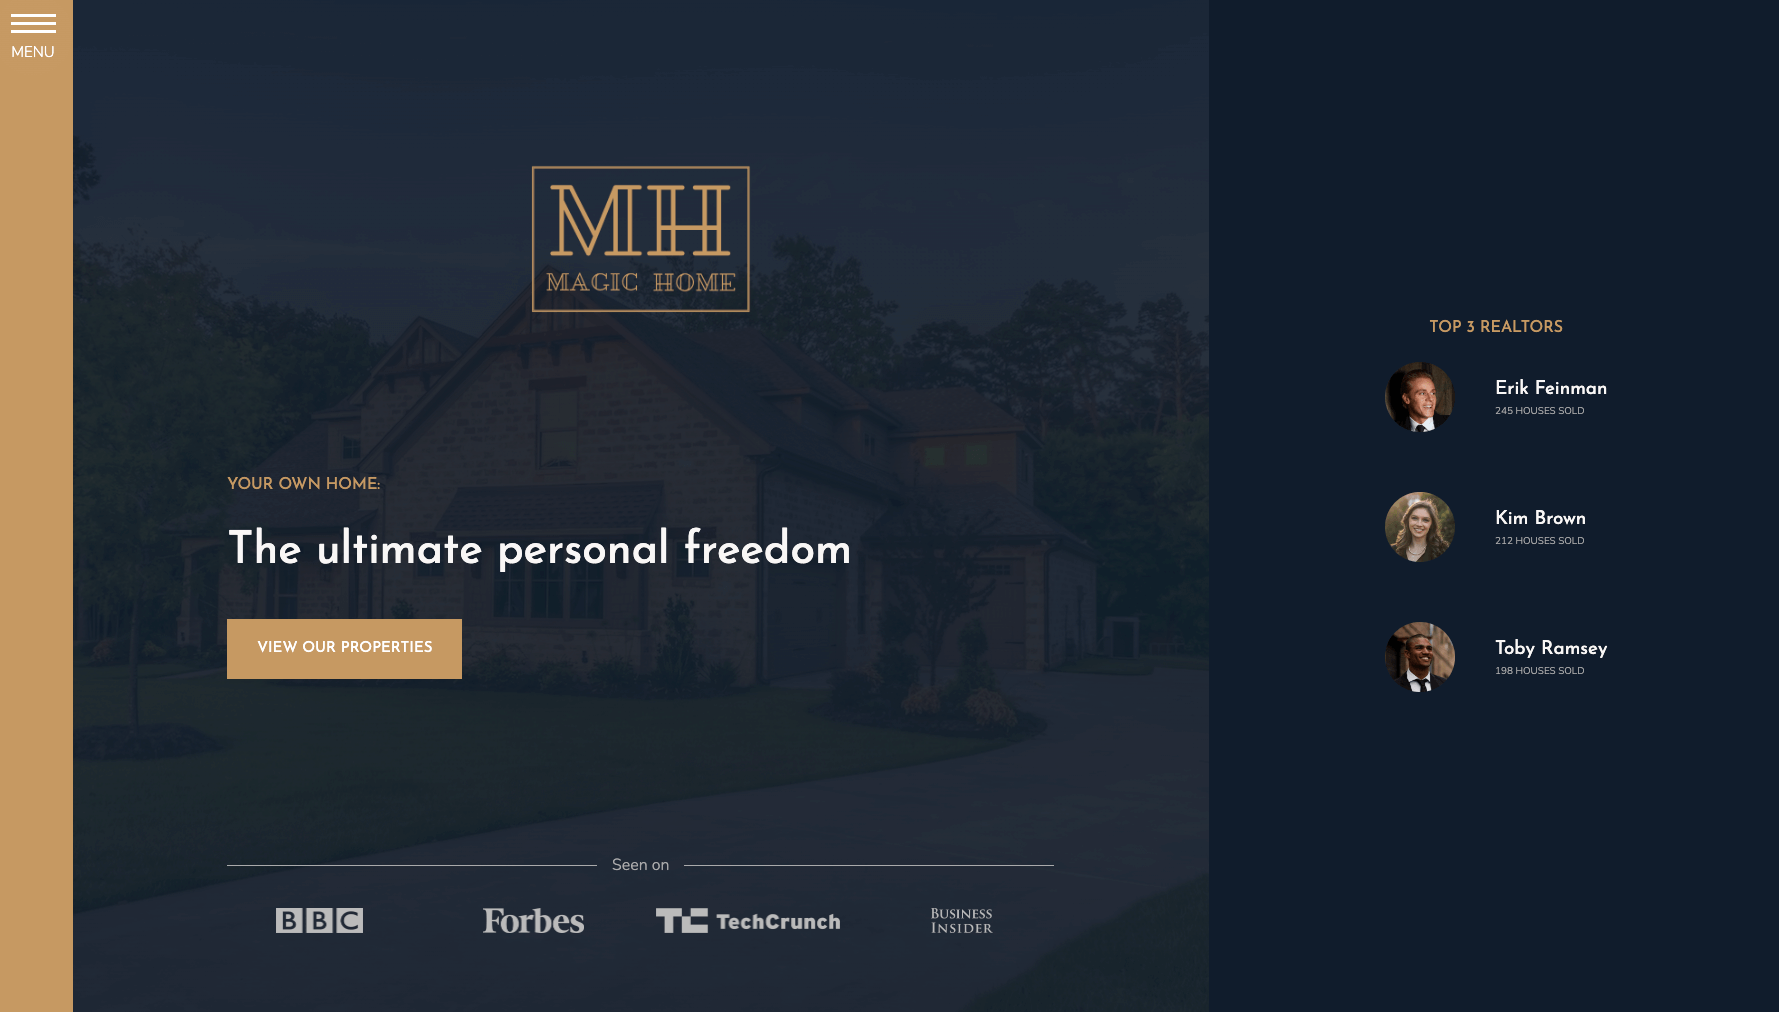 MENU
MH
MAGIC HOME
YOUR OWN HOME:
The ultimate personal freedom
VIEW OUR PROPERTIES
Seen on
BBC
Forbes
TC TechCrunch
BUSINESS
INSIDER
TOP 3 REALTORS
Erik Feinman
245 HOUSES SOLD
Kim Brown
212 HOUSES SOLD
Toby Ramsey
198 HOUSES SOLD